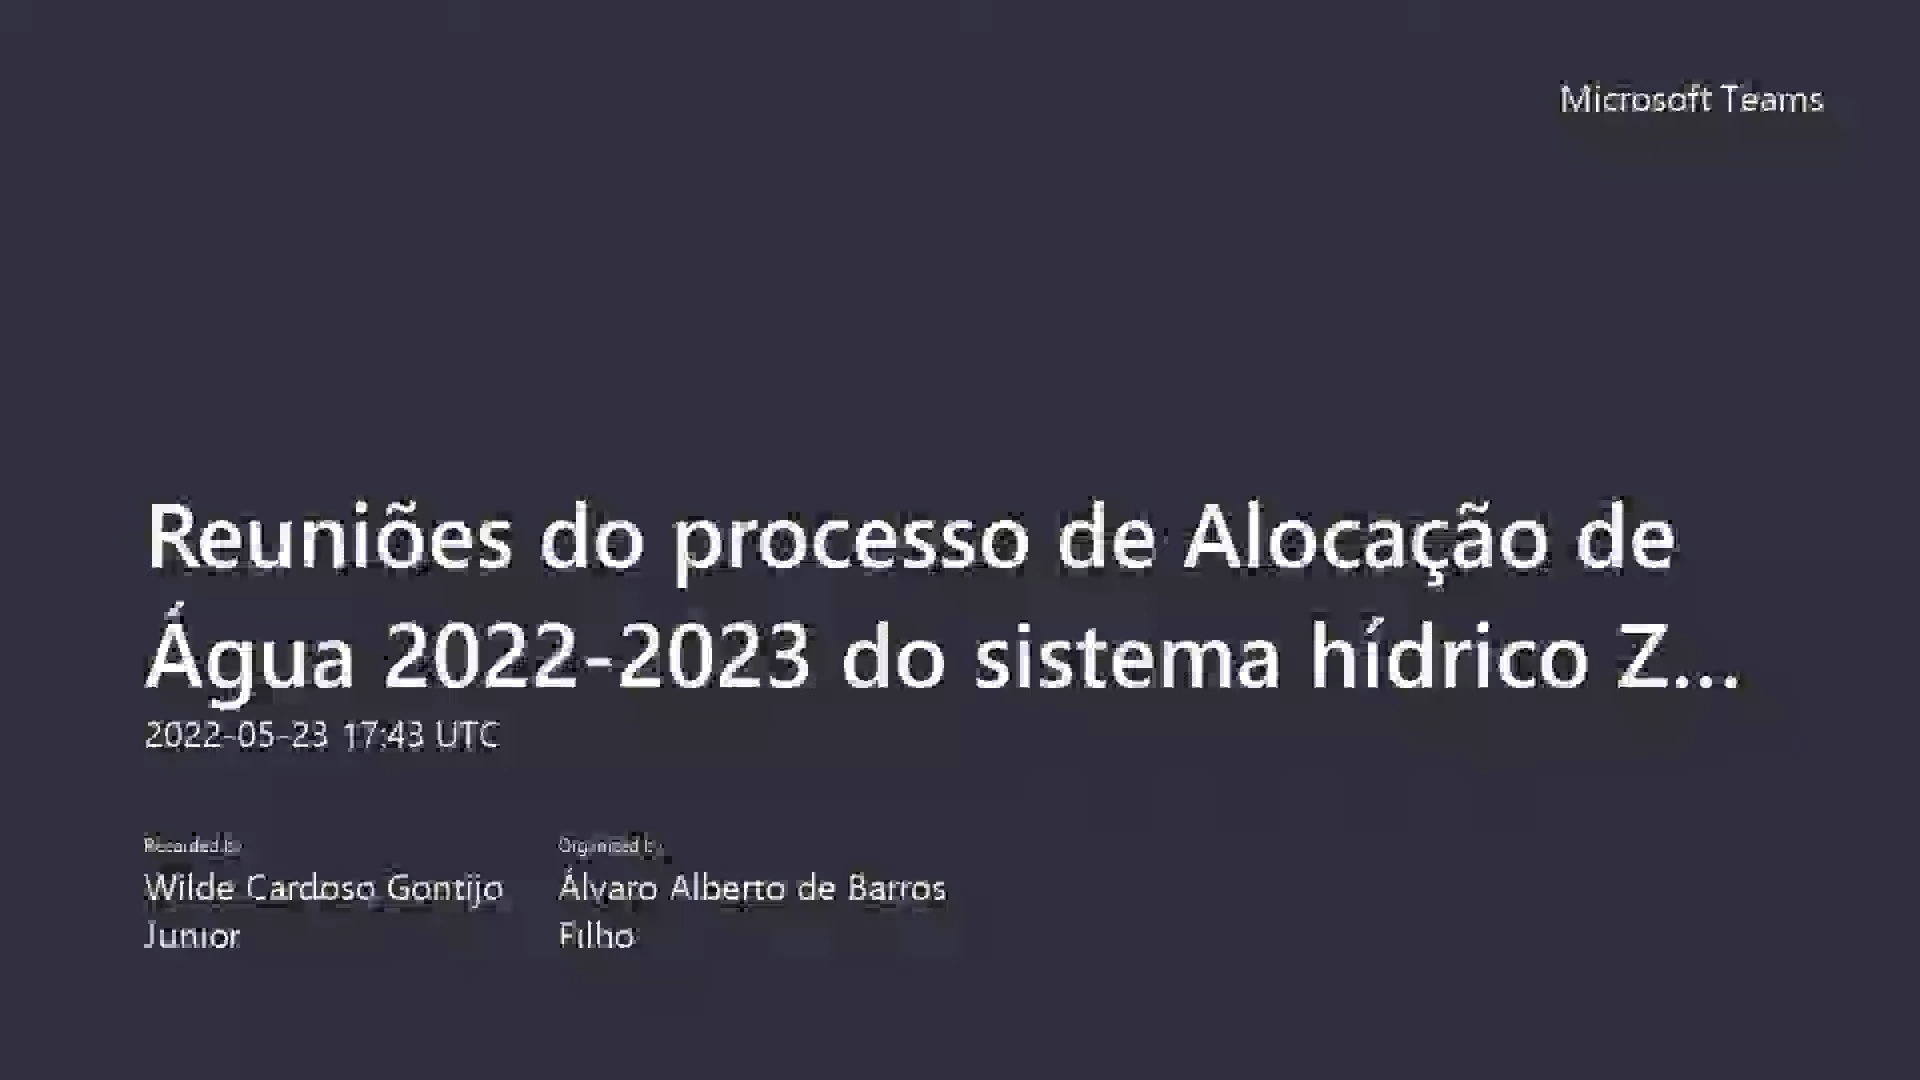 Microsoft Teams
Reuniões do processo de Alocação de
Água 2022-2023 do sistema hídrico Z...
2022-05-23 17:43 UTC
Recorded by
Organized by
Wilde Cardoso Gontijo
Álvaro Alberto de Barros
Junior
Filho